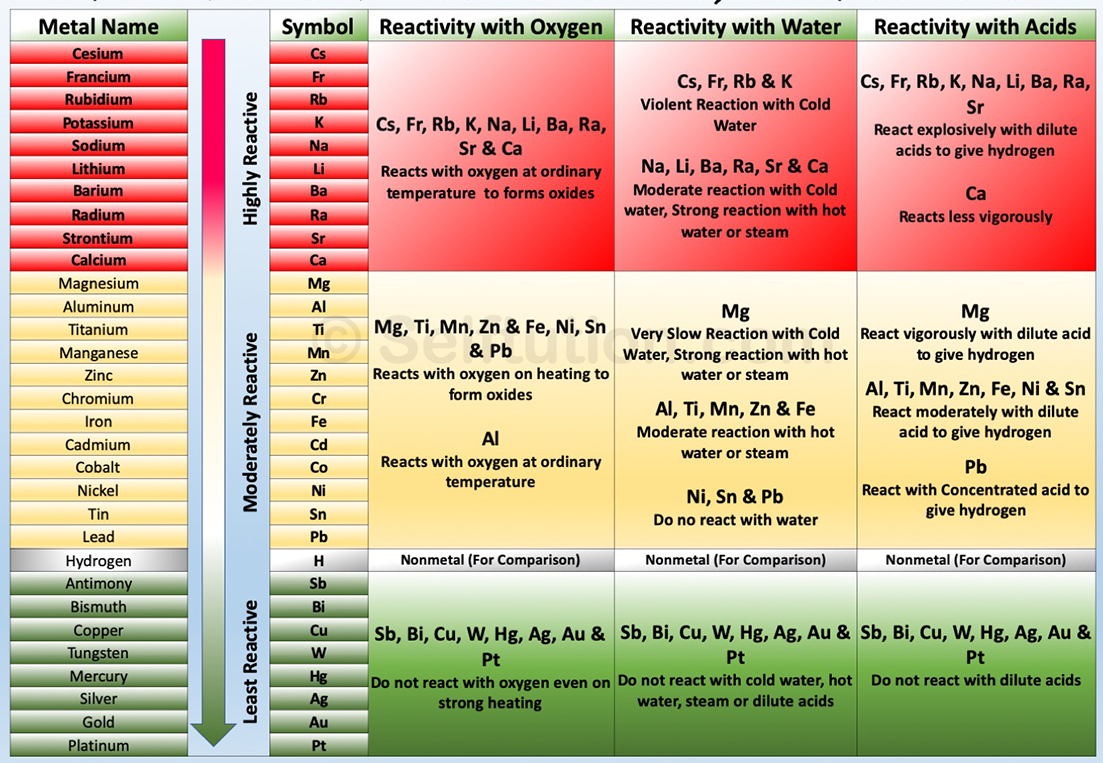 Metal Name
Symbol
Reactivity with Oxygen
Reactivity with Water
Reactivity with Acids
Cesium
Francium
Rubidium
Potassium
Sodium
Lithium
Barium
Radium
Strontium
Calcium
Magnesium
Aluminum
Titanium
Manganese
Zinc
Chromium
Iron
Cadmium
Cobalt
Nickel
Tin
Lead
Hydrogen
Antimony
Bismuth
Copper
Tungsten
Mercury
Silver
Gold
Platinum
Highly Reactive
Moderately Reactive
Least Reactive
Cs
Fr
Rb
K
Na
Li
Ba
Ra
Sr
Ca
Mg
Al
Ti
Mn
Zn
Cr
Fe
Cd
Co
Ni
Sn
Pb
H
Sb
Bi
Cu
W
Hg
Ag
Au
Pt
Cs, Fr, Rb, K, Na, Li, Ba, Ra,
Sr & Ca
Reacts with oxygen at ordinary
temperature to forms oxides
Mg, Ti, Mn, Zn & Fe, Ni, Sn
& Pb
Reacts with oxygen on heating to
form oxides
Al
Reacts with oxygen at ordinary
temperature
Nonmetal (For Comparison)
Sb, Bi, Cu, W, Hg, Ag, Au &
Pt
Do not react with oxygen even on
strong heating
Cs, Fr, Rb & K
Violent Reaction with Cold
Water
Na, Li, Ba, Ra, Sr & Ca
Moderate reaction with Cold
water, Strong reaction with hot
water or steam
Mg
Very Slow Reaction with Cold
Water, Strong reaction with hot
water or steam
Al, Ti, Mn, Zn & Fe
Moderate reaction with hot
water or steam
Ni, Sn & Pb
Do no react with water
Nonmetal (For Comparison)
Sb, Bi, Cu, W, Hg, Ag, Au &
Pt
Do not react with cold water, hot
water, steam or dilute acids
Cs, Fr, Rb, K, Na, Li, Ba, Ra,
Sr
React explosively with dilute
acids to give hydrogen
Ca
Reacts less vigorously
Mg
React vigorously with dilute acid
to give hydrogen
Al, Ti, Mn, Zn, Fe, Ni & Sn
React moderately with dilute
acid to give hydrogen
Pb
React with Concentrated acid to
give hydrogen
Nonmetal (For Comparison)
Sb, Bi, Cu, W, Hg, Ag, Au &
Pt
Do not react with dilute acids